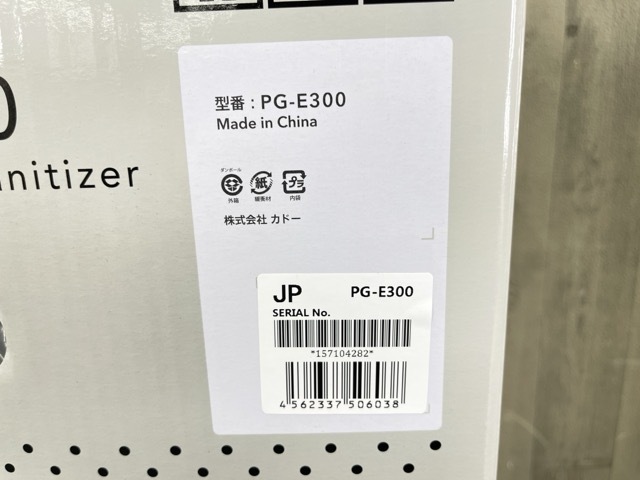 0
nitizer
型番 : PG-E300
Made in China
ダンボール
紙
プラ
外箱
緩衝材
内袋
株式会社 カドー
JP PG-E300
SERIAL No.
*157104282*
4 562337 506038